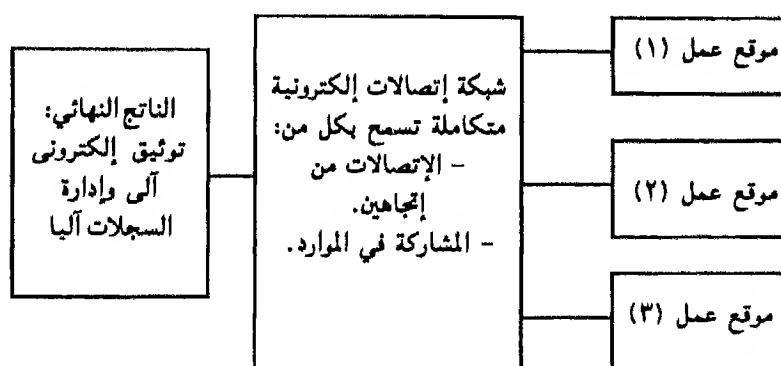 موقع عمل (١)
موقع عمل (٢)
موقع عمل (٣)
شبكة إتصالات إلكترونية
متكاملة تسمح بكل من:
- الإتصالات من
إتجاهين.
- المشاركة في الموارد.
الناتج النهائي:
توثيق إلكترونى
آلى وإدارة
السجلات آليا